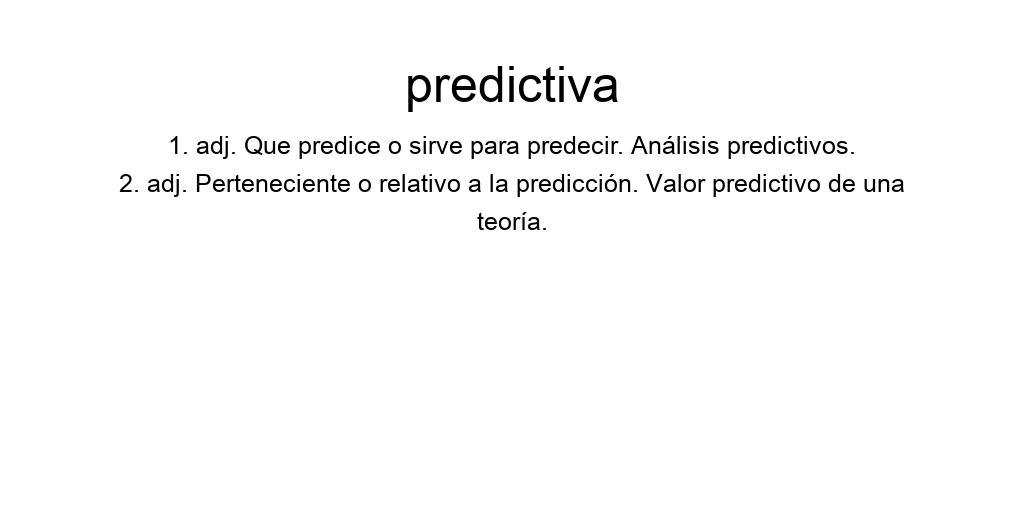 predictiva
1. adj. Que predice o sirve para predecir. Análisis predictivos.
2. adj. Perteneciente o relativo a la predicción. Valor predictivo de una
teoría.